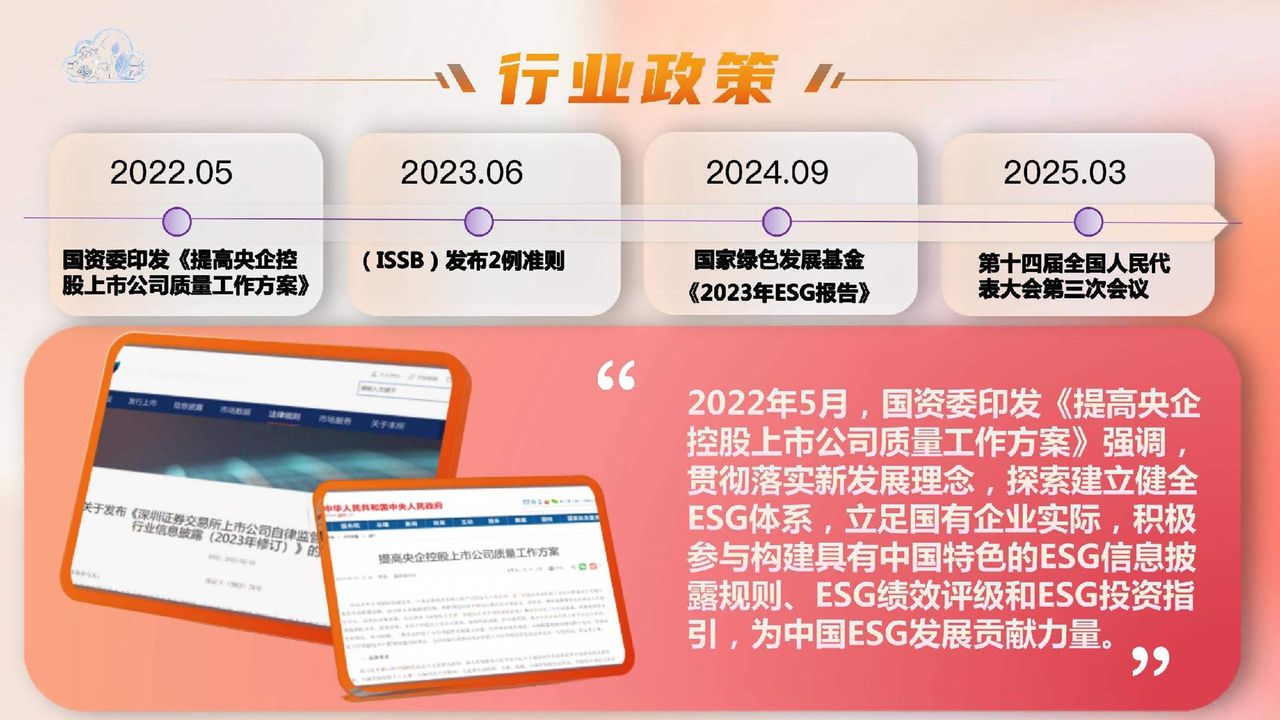 行业政策
2022.05
国资委印发《提高央企控
股上市公司质量工作方案》
2023.06
（ISSB）发布2例准则
2024.09
国家绿色发展基金
《2023年ESG报告》
2025.03
第十四届全国人民代
表大会第三次会议
发行上市 信息披露 市场数据 法律规则 市场服务 关于本所
关于发布《深圳证券交易所上市公司自律监管
行业信息披露（2023年修订）》的
中华人民共和国中央人民政府
提高央企控股上市公司质量工作方案
“
2022年5月，国资委印发《提高央企
控股上市公司质量工作方案》强调，
贯彻落实新发展理念，探索建立健全
ESG体系，立足国有企业实际，积极
参与构建具有中国特色的ESG信息披
露规则、ESG绩效评级和ESG投资指
引，为中国ESG发展贡献力量。
”